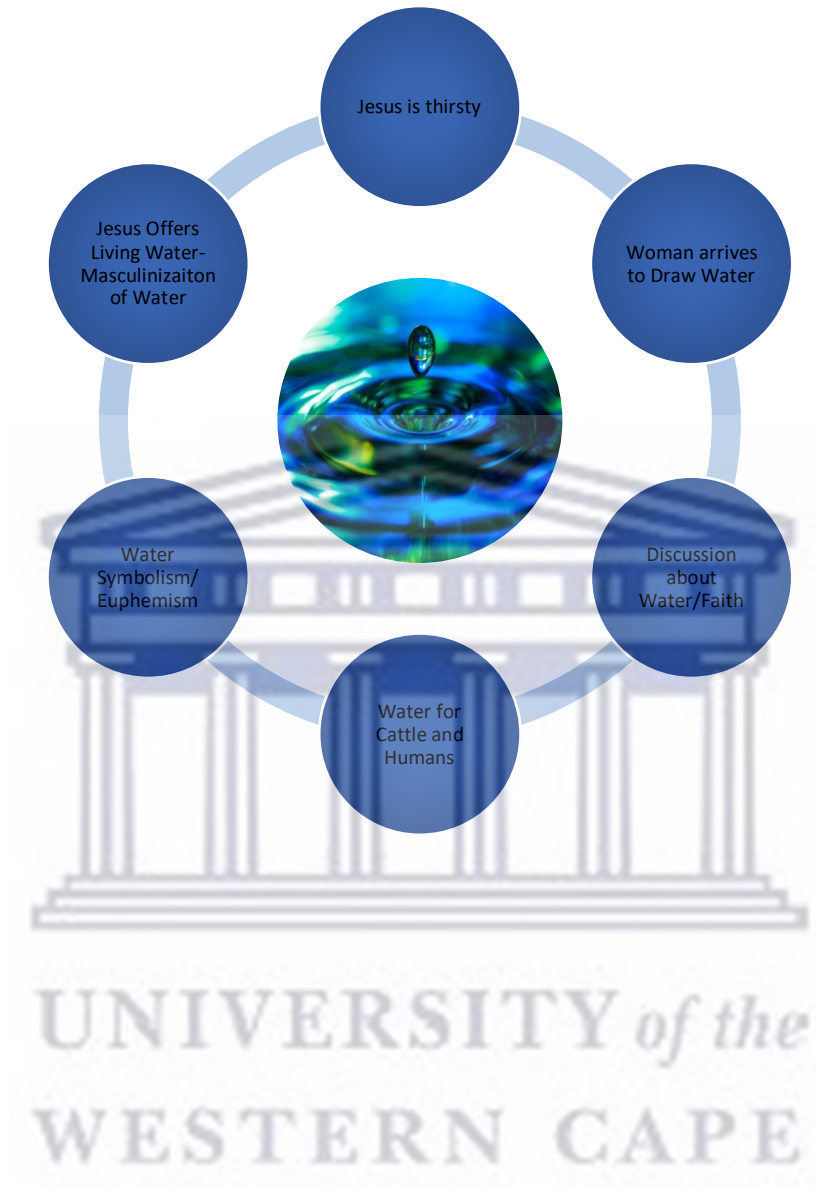 Jesus is thirsty
Woman arrives
to Draw Water
Discussion
about
Water/Faith
Water for
Cattle and
Humans
Water
Symbolism/
Euphemism
Jesus Offers
Living Water-
Masculinizaiton
of Water
UNIVERSITY of the
WESTERN CAPE